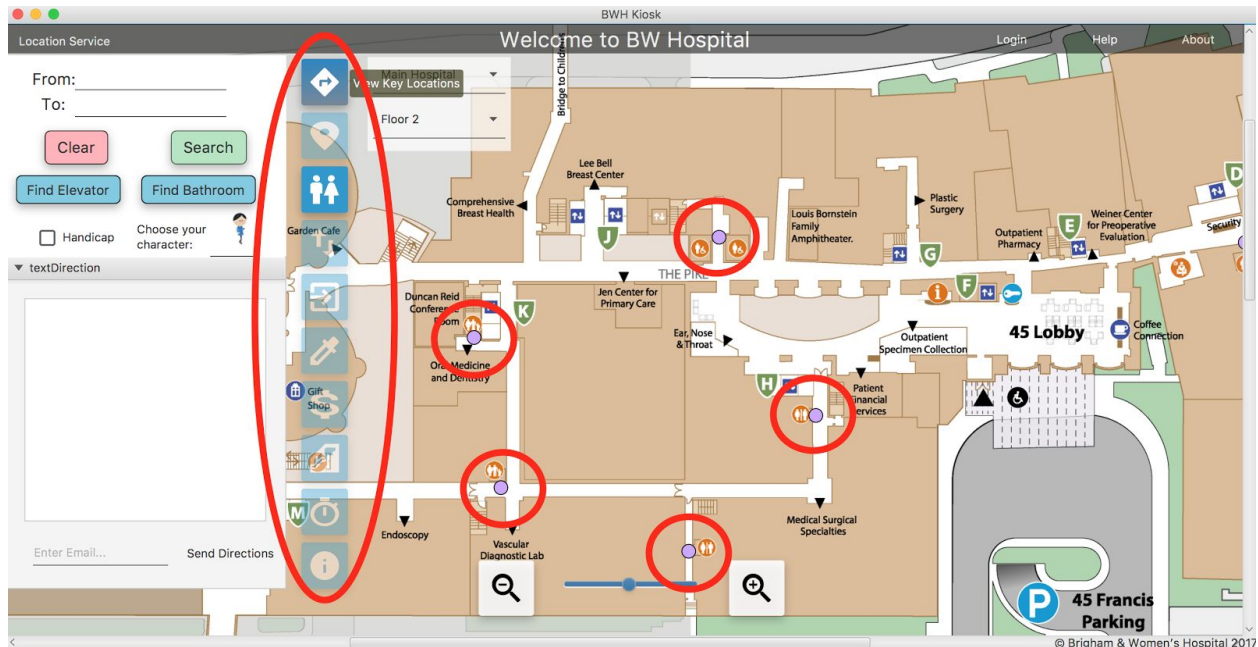 BWH Kiosk
Location Service
Welcome to BW Hospital
Login
Help
About
From:
To:
Clear
Search
Find Elevator
Find Bathroom
Handicap
Choose your
character:
textDirection
Enter Email...
Send Directions
Main Hospital
View Key Locations
Floor 2
Bridge to Children's
Lee Bell
Breast Center
Comprehensive
Breast Health
J
Louis Bornstein
Family
Amphitheater.
Plastic
Surgery
G
Outpatient
Pharmacy
E
Weiner Center
for Preoperative
Evaluation
D
Security
Garden Cafe
THE PIKE
Duncan Reid
Conference
Room
K
Jen Center for
Primary Care
i
F
Ear, Nose
& Throat
Outpatient
Specimen Collection
45 Lobby
Coffee
Connection
Oral Medicine
and Dentistry
Gift
Shop
$
H
Patient
Financial
Services
M
Endoscopy
Vascular
Diagnostic Lab
Medical Surgical
Specialties
i
P
45 Francis
Parking
© Brigham & Women's Hospital 2017